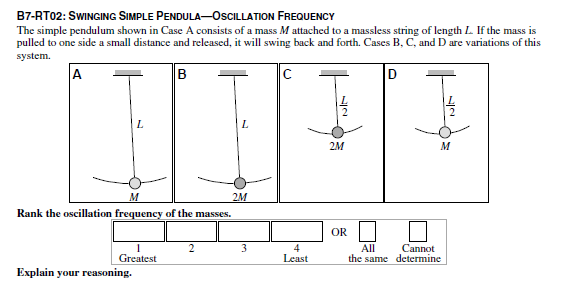 B7-RT02: SWINGING SIMPLE PENDULA—OSCILLATION FREQUENCY
The simple pendulum shown in Case A consists of a mass M attached to a massless string of length L. If the mass is
pulled to one side a small distance and released, it will swing back and forth. Cases B, C, and D are variations of this
system.
A
B
C
D
L
L
L
2
L
2
2M
M
M
2M
Rank the oscillation frequency of the masses.
OR
1
2
3
4
All
Cannot
Greatest
Least
the same
determine
Explain your reasoning.